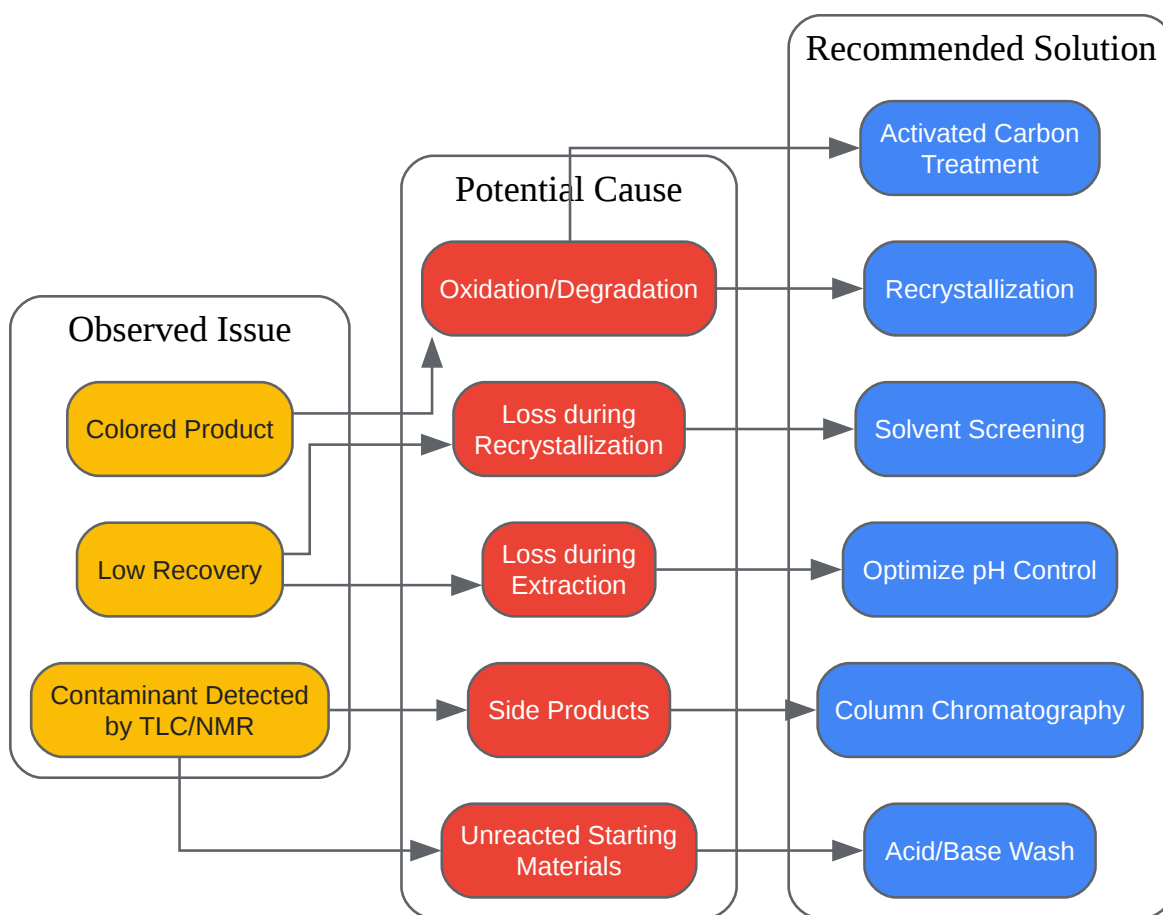 Observed Issue
Colored Product
Low Recovery
Contaminant Detected
by TLC/NMR
Potential Cause
Oxidation/Degradation
Loss during
Recrystallization
Loss during
Extraction
Side Products
Unreacted Starting
Materials
Recommended Solution
Activated Carbon
Treatment
Recrystallization
Solvent Screening
Optimize pH Control
Column Chromatography
Acid/Base Wash